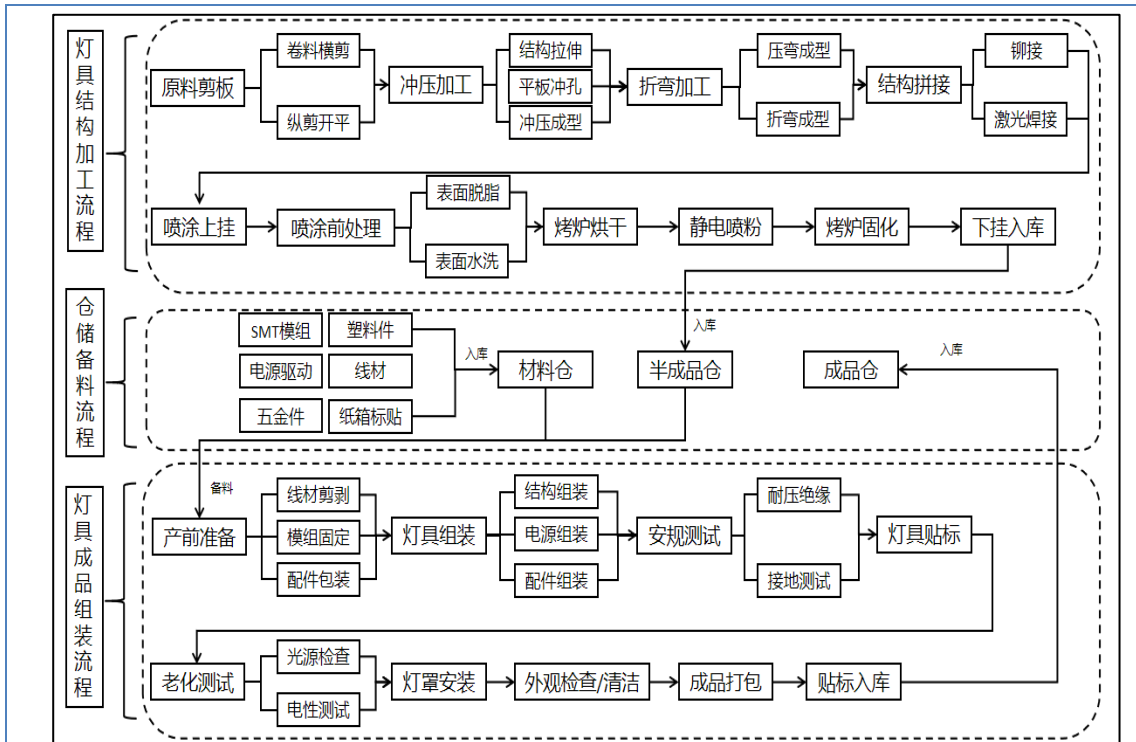 灯具结构加工流程
原料剪板
卷料横剪
纵剪开平
冲压加工
结构拉伸
平板冲孔
冲压成型
折弯加工
压弯成型
折弯成型
结构拼接
铆接
激光焊接
喷涂上挂
喷涂前处理
表面脱脂
表面水洗
烤炉烘干
静电喷粉
烤炉固化
下挂入库
仓储备料流程
SMT模组
塑料件
电源驱动
线材
五金件
纸箱标贴
入库
材料仓
入库
半成品仓
成品仓
入库
灯具成品组装流程
备料
产前准备
线材剪剥
模组固定
配件包装
灯具组装
结构组装
电源组装
配件组装
安规测试
耐压绝缘
接地测试
灯具贴标
老化测试
光源检查
电性测试
灯罩安装
外观检查/清洁
成品打包
贴标入库